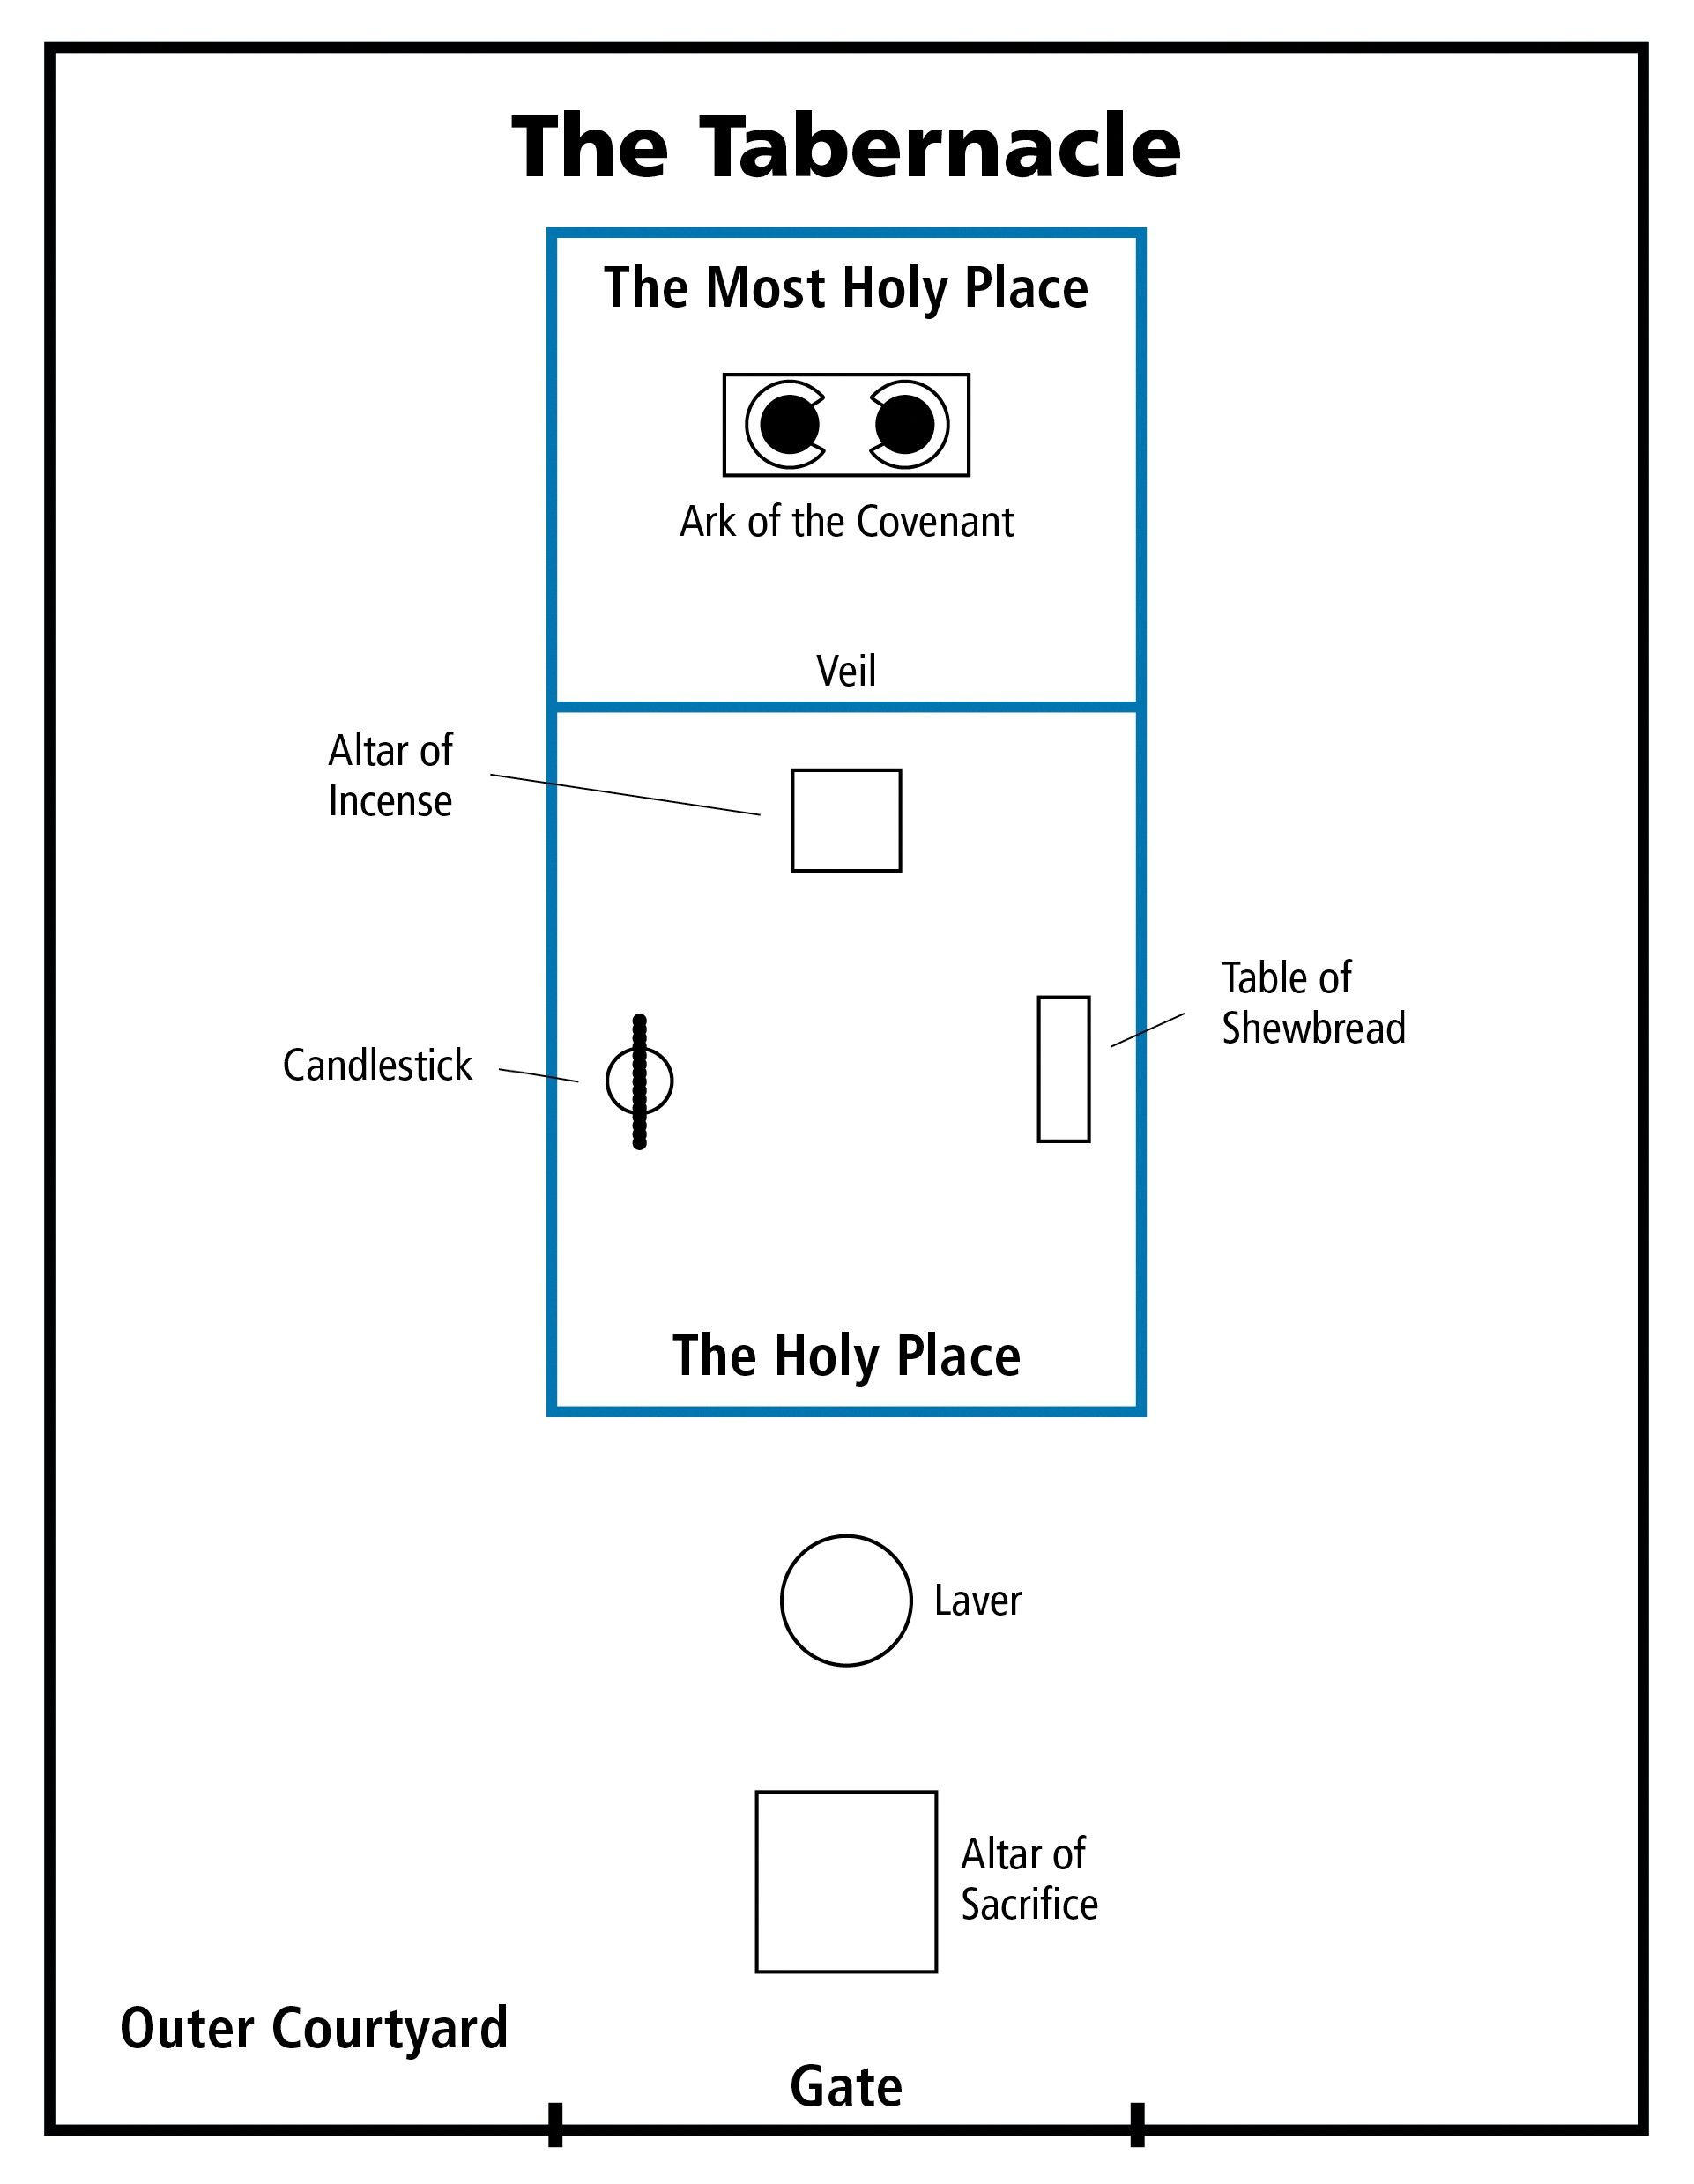 The Tabernacle
The Most Holy Place
Ark of the Covenant
Veil
Altar of
Incense
Table of
Shewbread
Candlestick
The Holy Place
Laver
Altar of
Sacrifice
Outer Courtyard
Gate